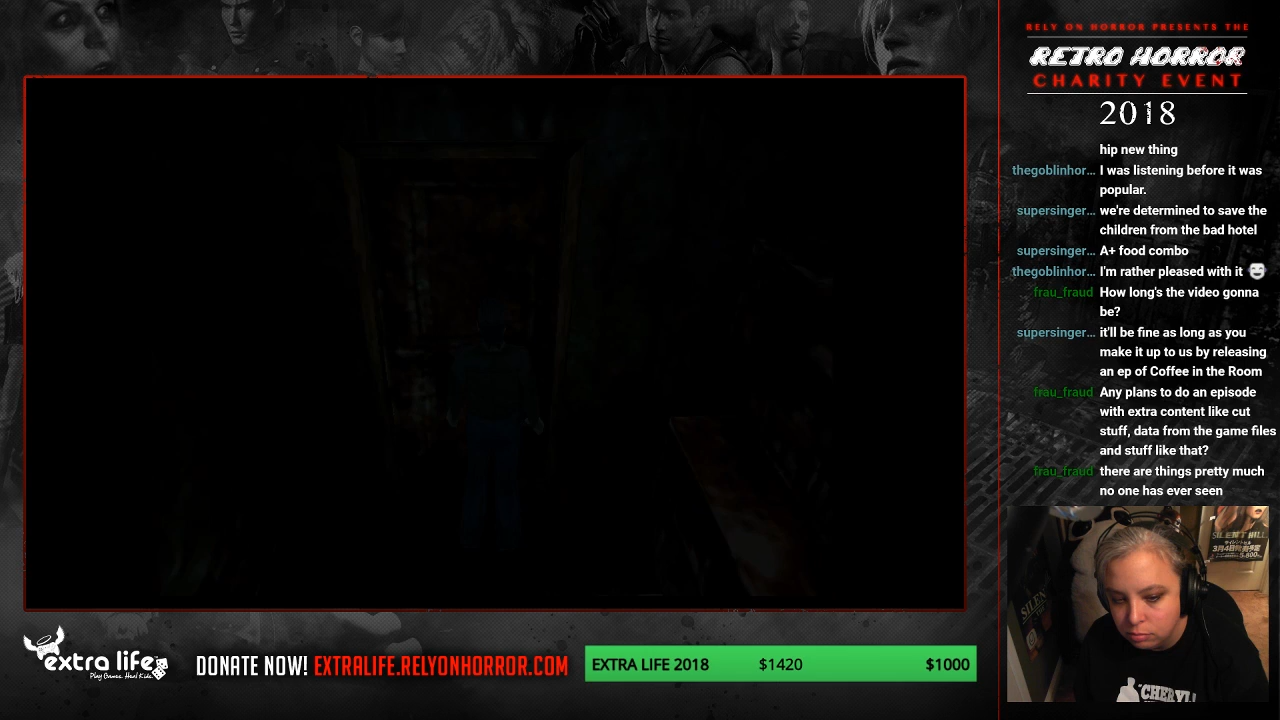 RELY ON HORROR PRESENTS THE
RETRO HORROR
CHARITY EVENT
2018
hip new thing
thegoblinhor... I was listening before it was
popular.
supersinger... we're determined to save the
children from the bad hotel
supersinger... A+ food combo
thegoblinhor... I'm rather pleased with it
frau_fraud How long's the video gonna
be?
supersinger... it'll be fine as long as you
make it up to us by releasing
an ep of Coffee in the Room
frau_fraud Any plans to do an episode
with extra content like cut
stuff, data from the game files
and stuff like that?
frau_fraud there are things pretty much
no one has ever seen
SILENT HILL
3月4日
SILEN
CHERYL
extra life
Play Games. Heal Kids.
DONATE NOW! EXTRALIFE.RELYONHORROR.COM
EXTRA LIFE 2018 $1420 $1000